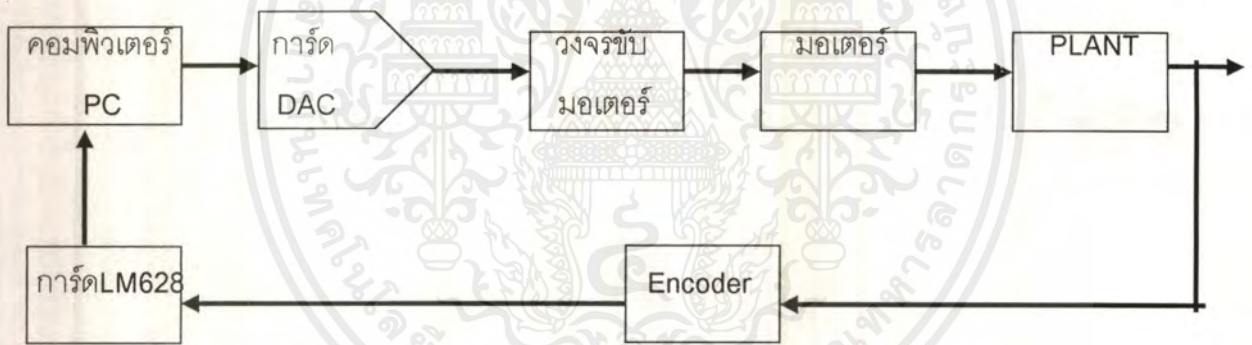 คอมพิวเตอร์
PC
การ์ด
DAC
วงจรขับ
มอเตอร์
มอเตอร์
PLANT
การ์ดLM628
Encoder